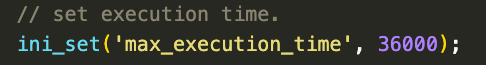 // set execution time.
ini_set('max_execution_time', 36000);